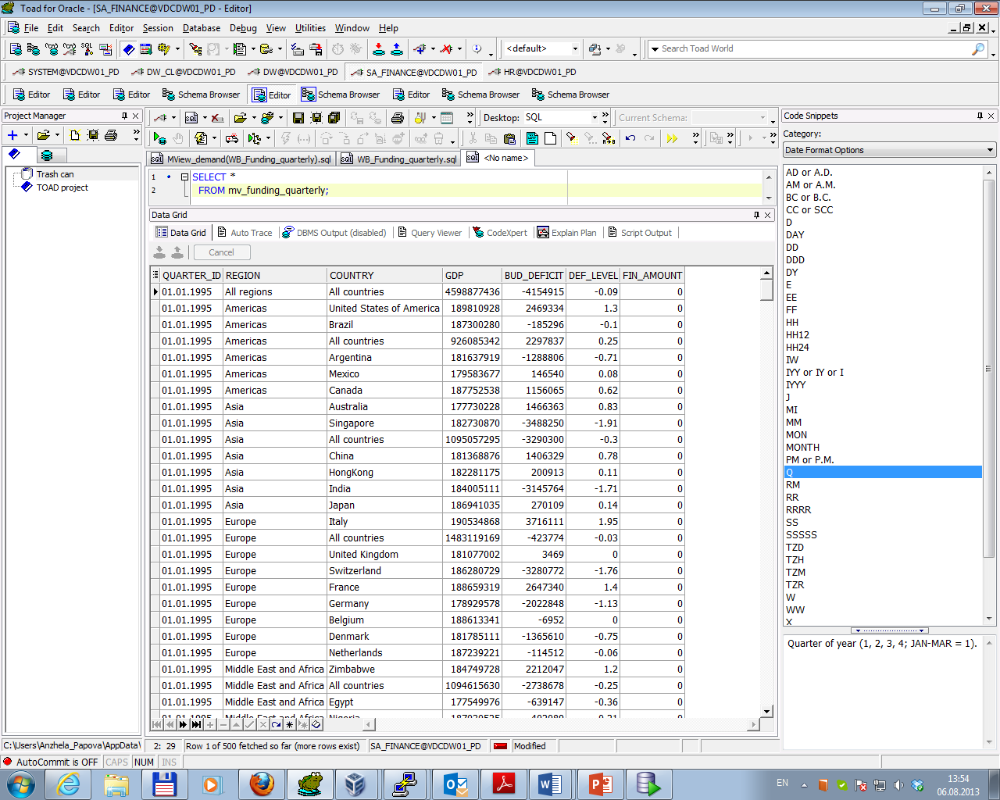 Toad for Oracle - [SA_FINANCE@VDCDW01_PD - Editor]
File Edit Search Editor Session Database Debug View Utilities Window Help
SQL <default> Search Toad World
SYSTEM@VDCDW01_PD DW_CL@VDCDW01_PD DW@VDCDW01_PD SA_FINANCE@VDCDW01_PD HR@VDCDW01_PD
Editor Editor Editor Schema Browser Editor Schema Browser Editor Schema Browser Schema Browser
Project Manager
Trash can
TOAD project
SQL Desktop: SQL Current Schema:
MView_demand(WB_Funding_quarterly).sql WB_Funding_quarterly.sql <No name>
1 SELECT *
2 FROM mv_funding_quarterly;
Data Grid
Data Grid Auto Trace DBMS Output (disabled) Query Viewer CodeXpert Explain Plan Script Output
Cancel
QUARTER_ID REGION COUNTRY GDP BUD_DEFICIT DEF_LEVEL FIN_AMOUNT
01.01.1995 All regions All countries 4598877436 -4154915 -0.09 0
01.01.1995 Americas United States of America 189810928 2469334 1.3 0
01.01.1995 Americas Brazil 187300280 -185296 -0.1 0
01.01.1995 Americas All countries 926085342 2297837 0.25 0
01.01.1995 Americas Argentina 181637919 -1288806 -0.71 0
01.01.1995 Americas Mexico 179583677 146540 0.08 0
01.01.1995 Americas Canada 187752538 1156065 0.62 0
01.01.1995 Asia Australia 177730228 1466363 0.83 0
01.01.1995 Asia Singapore 182730870 -3488250 -1.91 0
01.01.1995 Asia All countries 1095057295 -3290300 -0.3 0
01.01.1995 Asia China 181368876 1406329 0.78 0
01.01.1995 Asia HongKong 182281175 200913 0.11 0
01.01.1995 Asia India 184005111 -3145764 -1.71 0
01.01.1995 Asia Japan 186941035 270109 0.14 0
01.01.1995 Europe Italy 190534868 3716111 1.95 0
01.01.1995 Europe All countries 1483119169 -423774 -0.03 0
01.01.1995 Europe United Kingdom 181077002 3469 0 0
01.01.1995 Europe Switzerland 186280729 -3280772 -1.76 0
01.01.1995 Europe France 188659319 2647340 1.4 0
01.01.1995 Europe Germany 178929578 -2022848 -1.13 0
01.01.1995 Europe Belgium 188613341 -6952 0 0
01.01.1995 Europe Denmark 181785111 -1365610 -0.75 0
01.01.1995 Europe Netherlands 187239221 -114512 -0.06 0
01.01.1995 Middle East and Africa Zimbabwe 184749728 2212047 1.2 0
01.01.1995 Middle East and Africa All countries 1094615630 -2738678 -0.25 0
01.01.1995 Middle East and Africa Egypt 177549976 -639147 -0.36 0
01.01.1995 Middle East and Africa Nigeria
Code Snippets
Category:
Date Format Options
AD or A.D.
AM or A.M.
BC or B.C.
CC or SCC
D
DAY
DD
DDD
DY
E
EE
FF
HH
HH12
HH24
IW
IYY or IY or I
IYYY
J
MI
MM
MON
MONTH
PM or P.M.
Q
RM
RR
RRRR
SS
SSSSS
TZD
TZH
TZM
TZR
W
WW
X
Quarter of year (1, 2, 3, 4; JAN-MAR = 1).
C:\Users\Anzhela_Papova\AppData\ 2: 29 Row 1 of 500 fetched so far (more rows exist) SA_FINANCE@VDCDW01_PD Modified
AutoCommit is OFF CAPS NUM INS
EN 13:54
06.08.2013